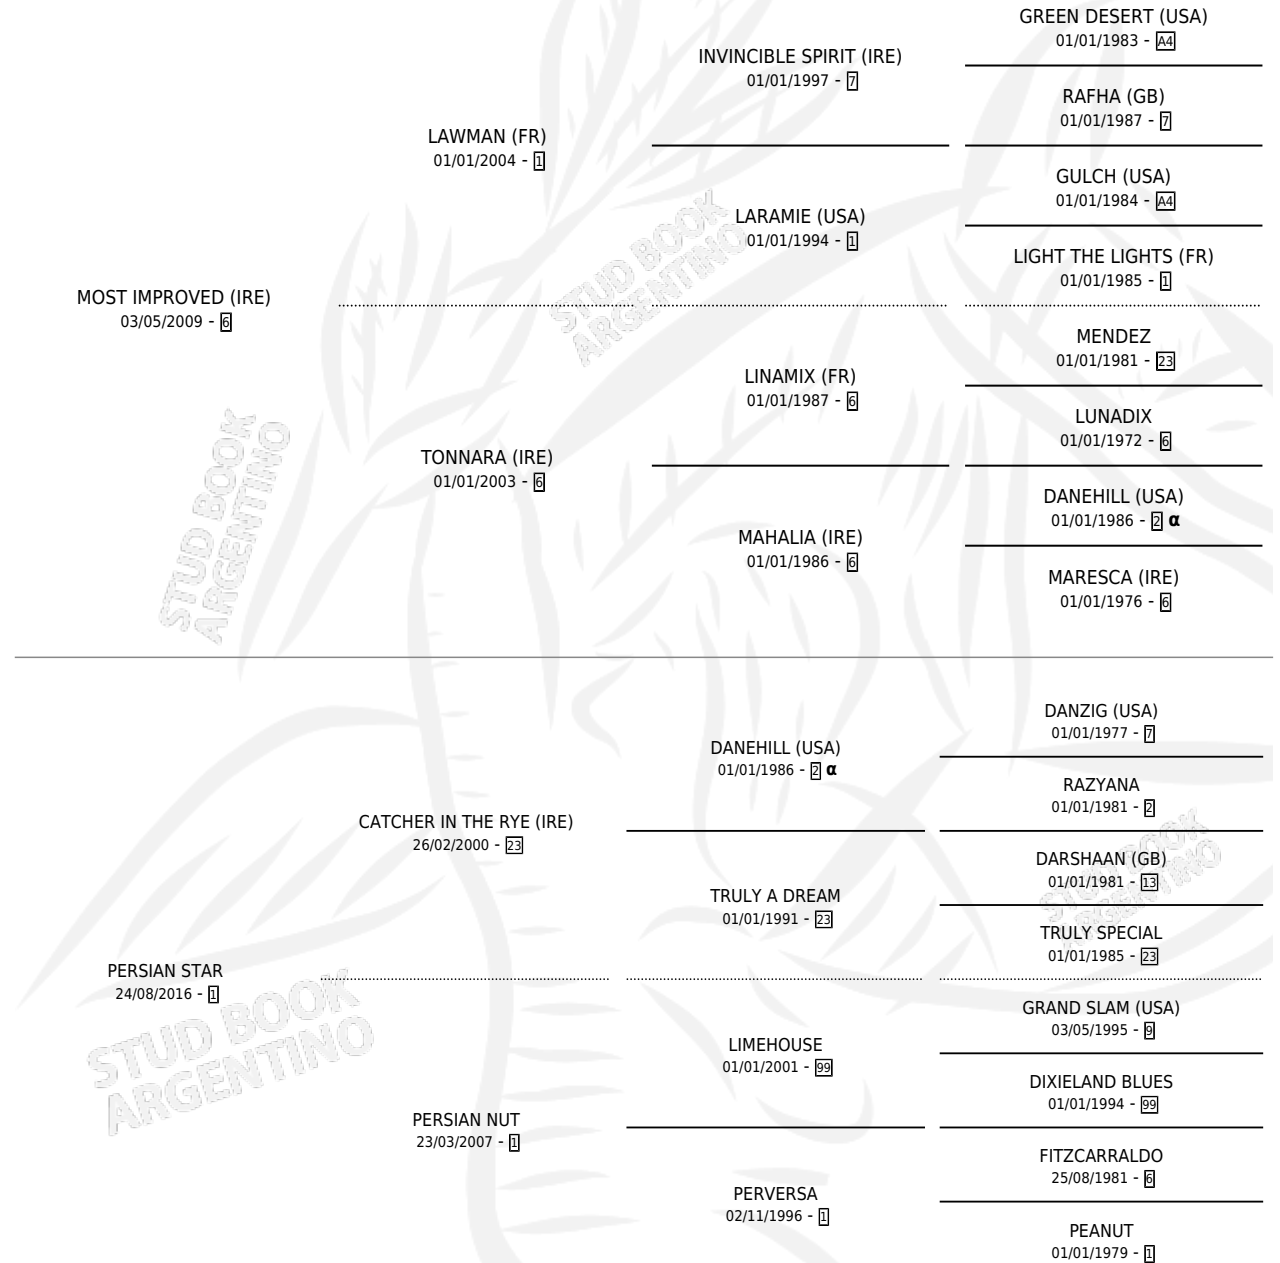 GREEN DESERT (USA)
01/01/1983 - A4
INVINCIBLE SPIRIT (IRE)
01/01/1997 - 7
RAFHA (GB)
01/01/1987 - 7
LAWMAN (FR)
01/01/2004 - 1
GULCH (USA)
01/01/1984 - A4
LARAMIE (USA)
01/01/1994 - 1
LIGHT THE LIGHTS (FR)
01/01/1985 - 1
MOST IMPROVED (IRE)
03/05/2009 - 6
MENDEZ
01/01/1981 - 23
LINAMIX (FR)
01/01/1987 - 6
LUNADIX
01/01/1972 - 6
TONNARA (IRE)
01/01/2003 - 6
DANEHILL (USA)
01/01/1986 - 2 α
MAHALIA (IRE)
01/01/1986 - 6
MARESCA (IRE)
01/01/1976 - 6
DANZIG (USA)
01/01/1977 - 7
DANEHILL (USA)
01/01/1986 - 2 α
RAZYANA
01/01/1981 - 2
CATCHER IN THE RYE (IRE)
26/02/2000 - 23
DARSHAAN (GB)
01/01/1981 - 13
TRULY A DREAM
01/01/1991 - 23
TRULY SPECIAL
01/01/1985 - 23
PERSIAN STAR
24/08/2016 - 1
GRAND SLAM (USA)
03/05/1995 - 9
LIMEHOUSE
01/01/2001 - 99
DIXIELAND BLUES
01/01/1994 - 99
PERSIAN NUT
23/03/2007 - 1
FITZCARRALDO
25/08/1981 - 6
PERVERSA
02/11/1996 - 1
PEANUT
01/01/1979 - 1
STUD BOOK
ARGENTINO
STUD BOOK
ARGENTINO
STUD BOOK
ARGENTINO
STUD BOOK
ARGENTINO